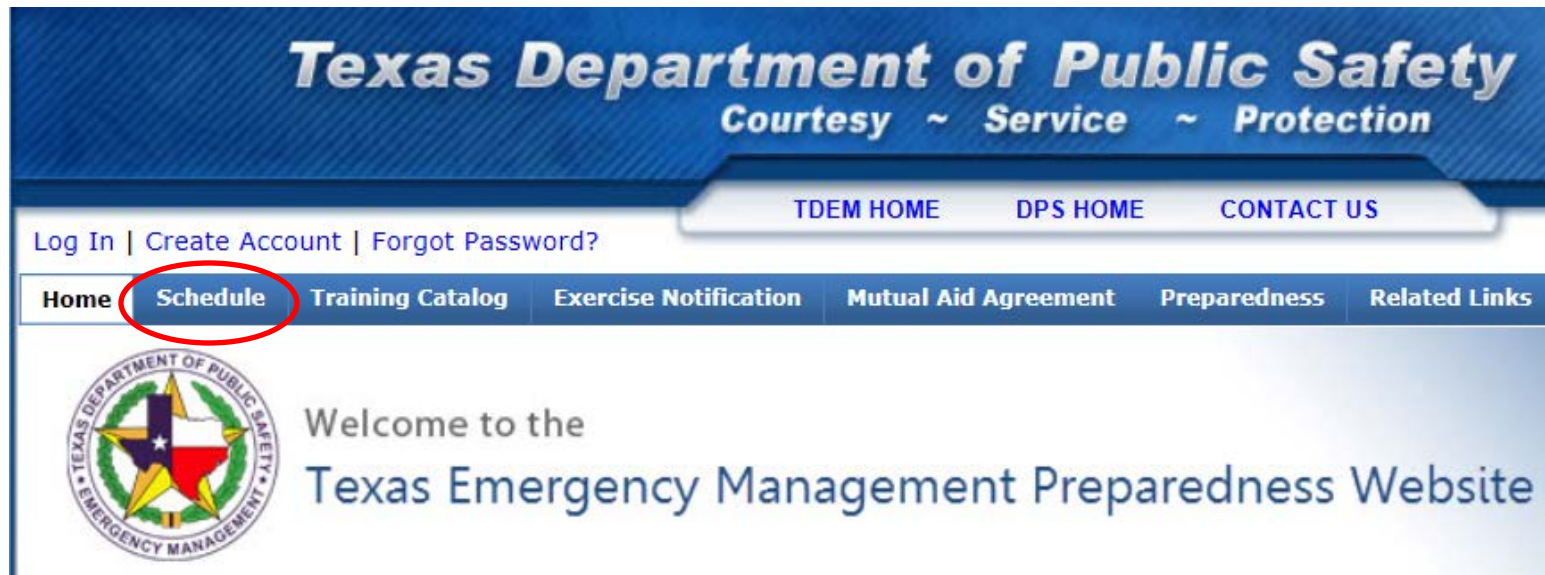 Texas Department of Public Safety
Courtesy ~ Service ~ Protection
TDEM HOME DPS HOME CONTACT US
Log In | Create Account | Forgot Password?
Home Schedule Training Catalog Exercise Notification Mutual Aid Agreement Preparedness Related Links
TEXAS DEPARTMENT OF PUBLIC SAFETY
EMERGENCY MANAGEMENT
Welcome to the
Texas Emergency Management Preparedness Website